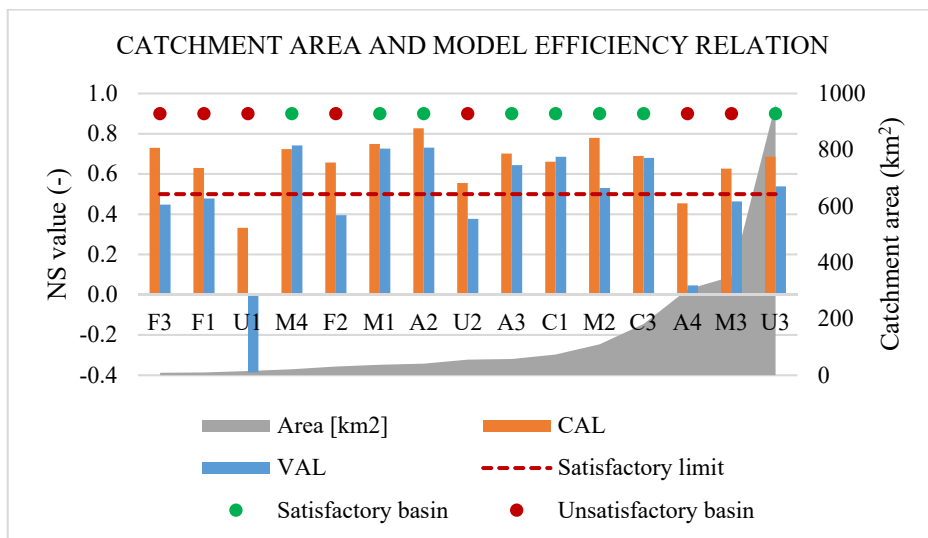 CATCHMENT AREA AND MODEL EFFICIENCY RELATION
NS value (-)
1.0
0.8
0.6
0.4
0.2
0.0
-0.2
-0.4
F3 F1 U1 M4 F2 M1 A2 U2 A3 C1 M2 C3 A4 M3 U3
1000
800
600
400
200
0
Catchment area (km²)
Area [km2]
CAL
VAL
Satisfactory limit
Satisfactory basin
Unsatisfactory basin